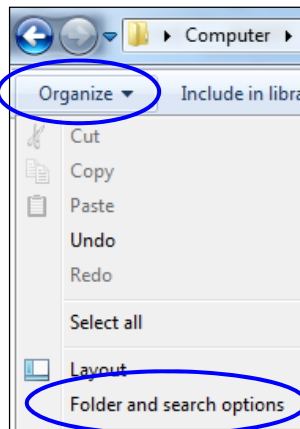 Computer
Organize Include in libra
Cut
Copy
Paste
Undo
Redo
Select all
Layout
Folder and search options